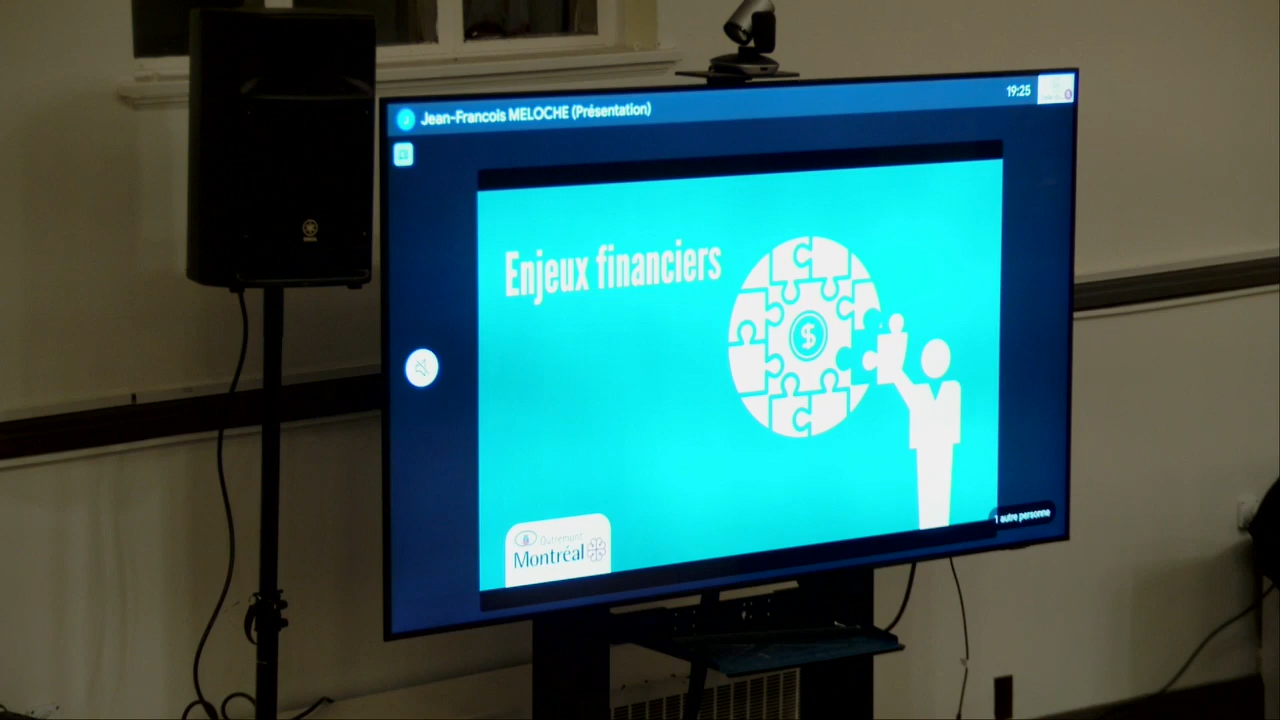 Jean-Francois MELOCHE (Présentation)
19:25
Enjeux financiers
$
Outremont
Montréal
1 autre personne